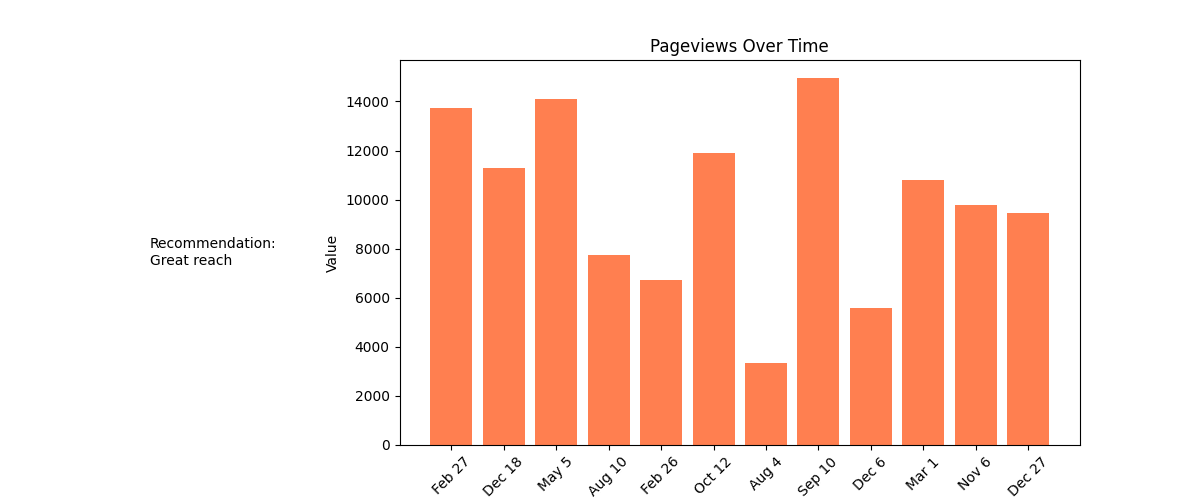 Pageviews Over Time
Recommendation:
Great reach
Value
14000
12000
10000
8000
6000
4000
2000
0
Feb 27
Dec 18
May 5
Aug 10
Feb 26
Oct 12
Aug 4
Sep 10
Dec 6
Mar 1
Nov 6
Dec 27